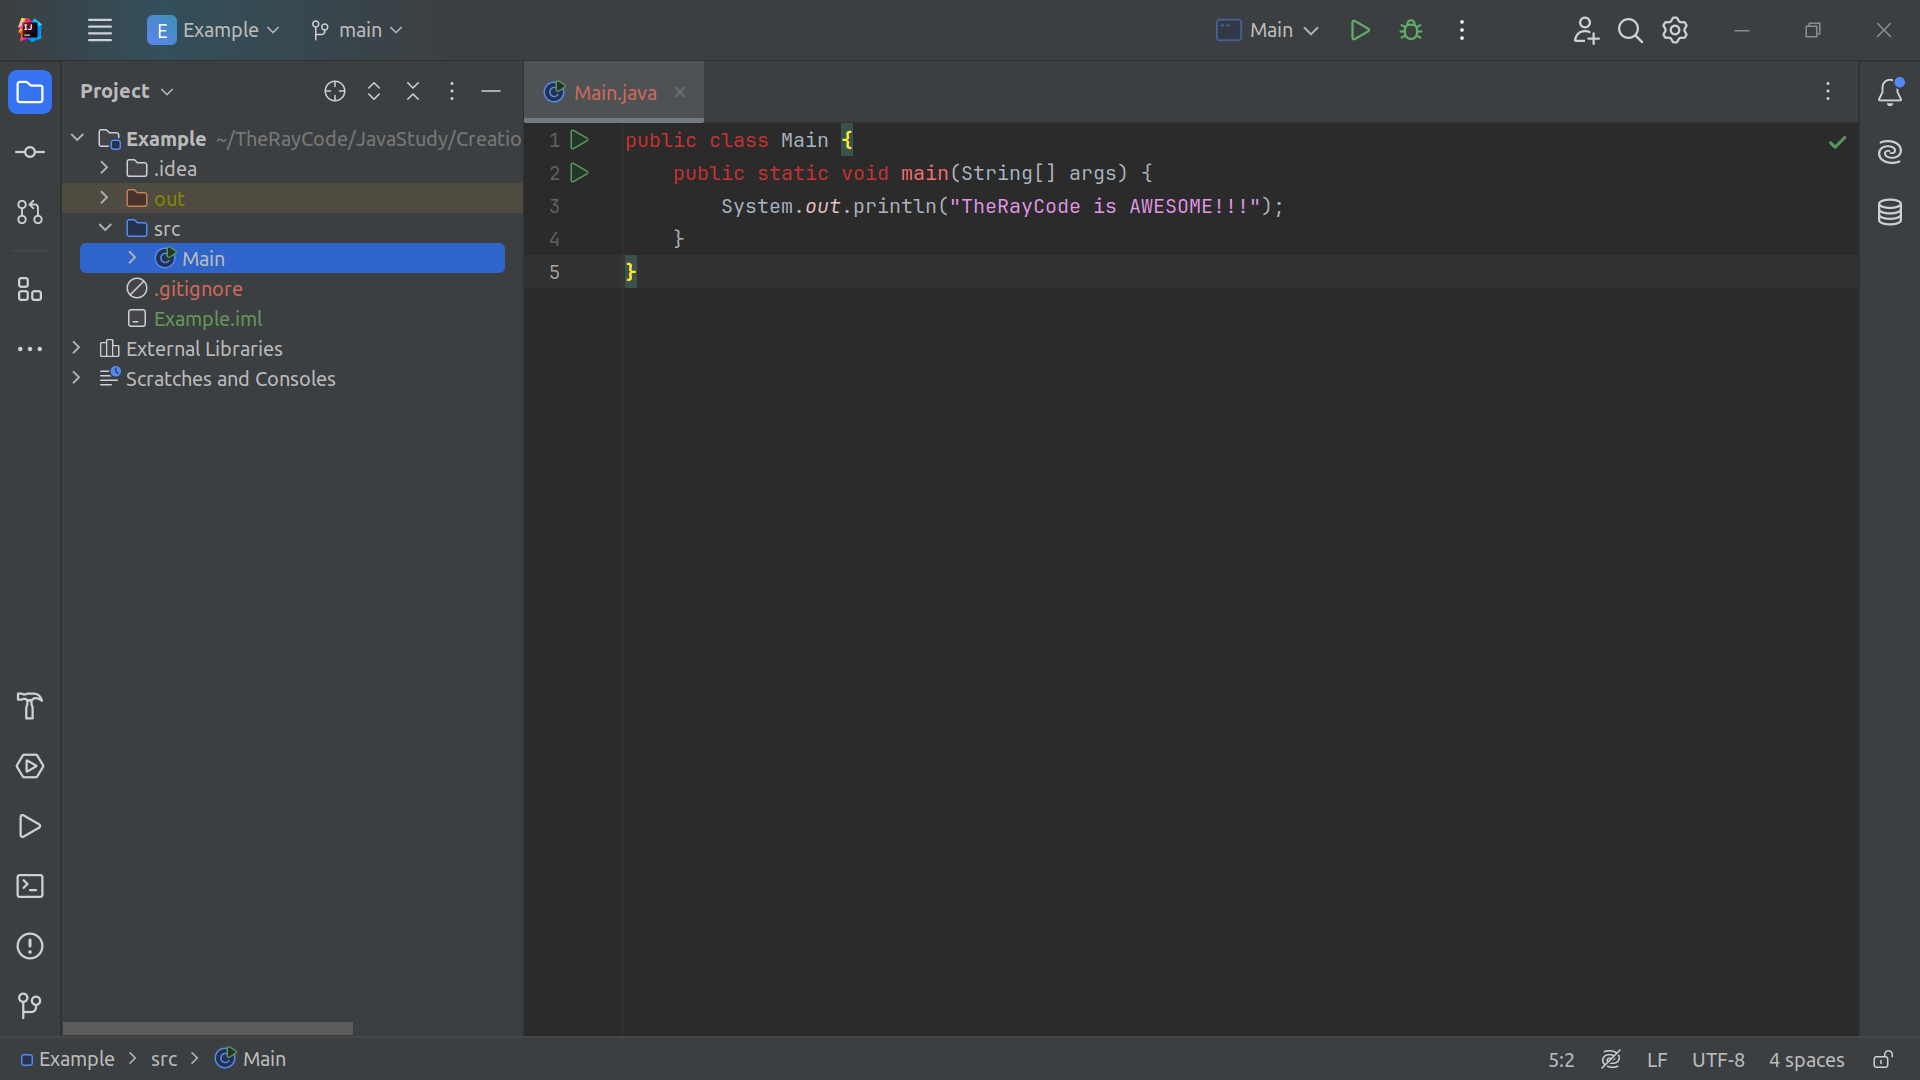 E Example main
Main
Project
Main.java
Example ~/TheRayCode/JavaStudy/Creatio
.idea
out
src
Main
.gitignore
Example.iml
External Libraries
Scratches and Consoles
1 public class Main {
2 public static void main(String[] args) {
3 System.out.println("TheRayCode is AWESOME!!!");
4 }
5 }
Example > src > Main
5:2 LF UTF-8 4 spaces